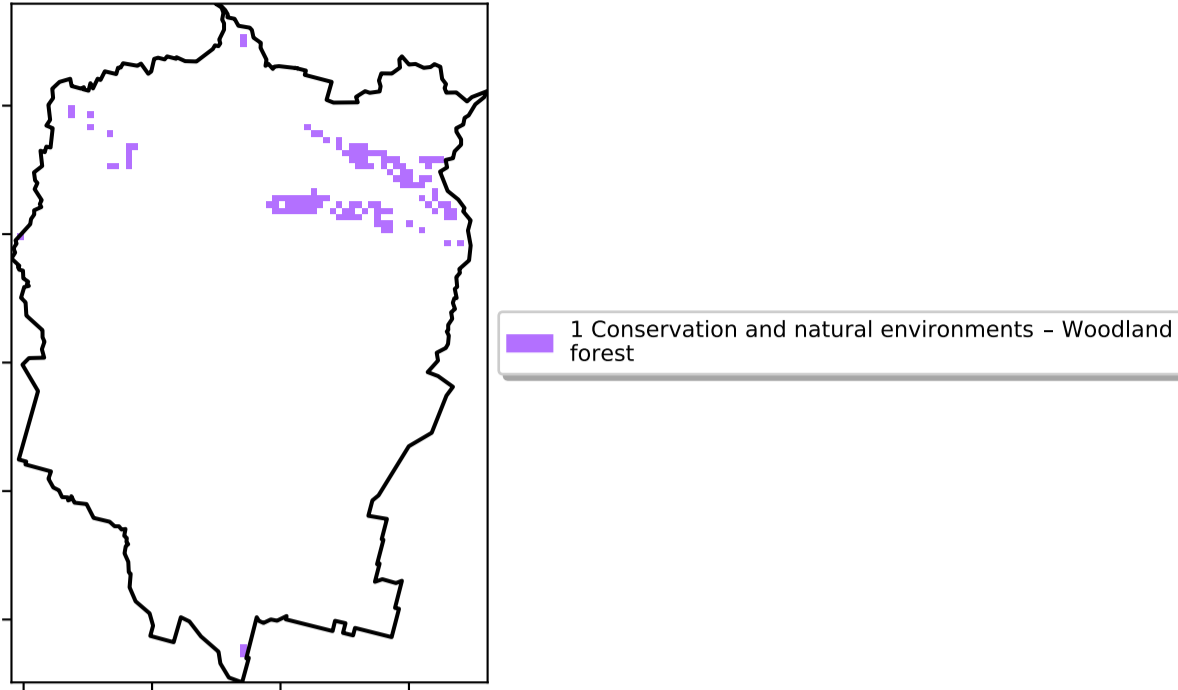 1 Conservation and natural environments – Woodland
forest